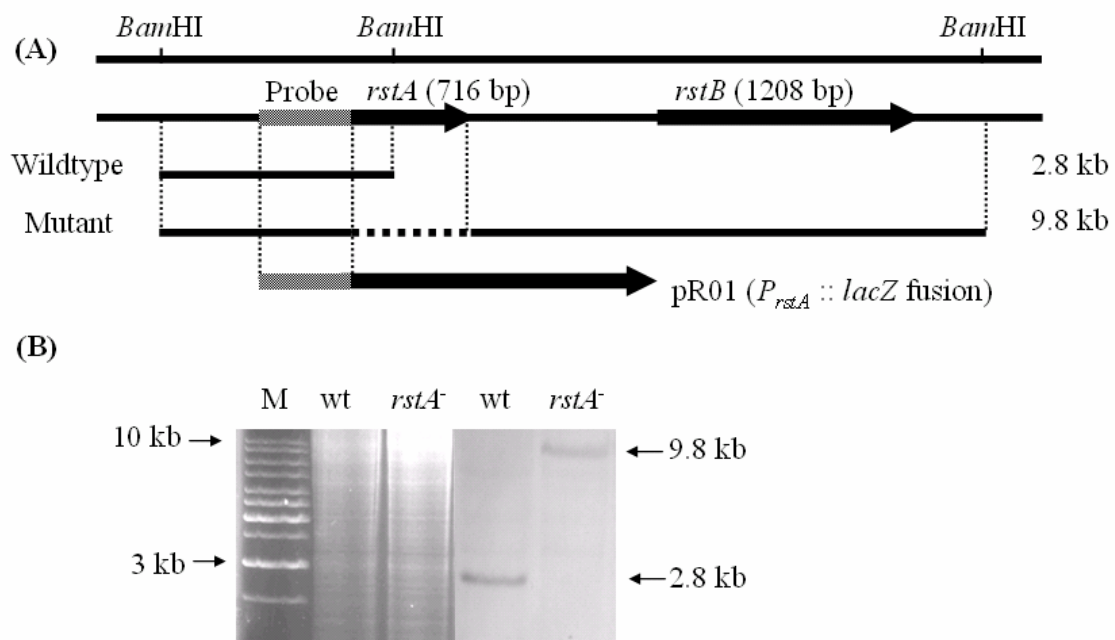 (A)
BamHI BamHI BamHI
Probe rstA (716 bp) rstB (1208 bp)
Wildtype 2.8 kb
Mutant 9.8 kb
pR01 (PrstA :: lacZ fusion)
(B)
M wt rstA- wt rstA-
10 kb 9.8 kb
3 kb 2.8 kb